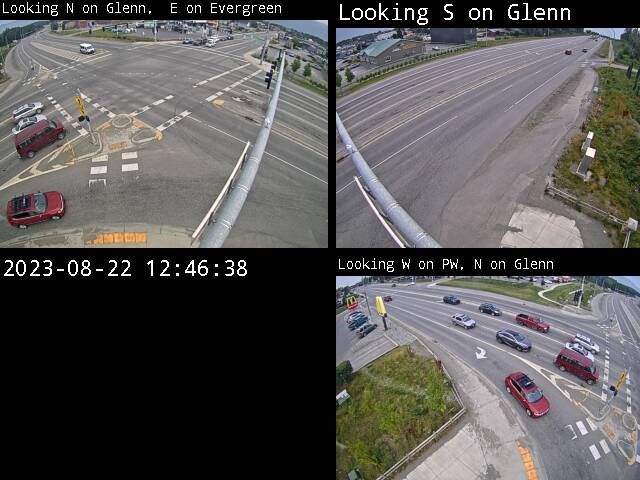 Looking N on Glenn,  E on Evergreen
Looking S on Glenn
2023-08-22 12:46:38
Looking W on PW, N on Glenn